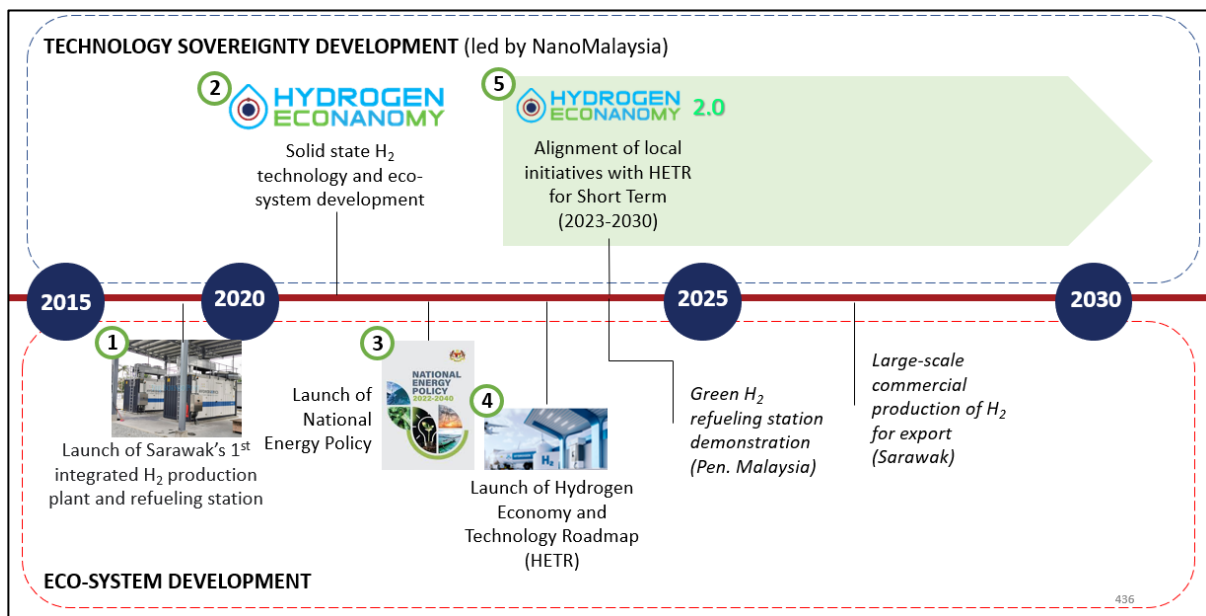 TECHNOLOGY SOVEREIGNTY DEVELOPMENT (led by NanoMalaysia)
2
HYDROGEN
ECONANOMY
Solid state H₂
technology and eco-
system development
5
HYDROGEN
ECONANOMY 2.0
Alignment of local
initiatives with HETR
for Short Term
(2023-2030)
2015
2020
2025
2030
1
Launch of Sarawak's 1st
integrated H₂ production
plant and refueling station
3
Launch of
National
Energy Policy
NATIONAL
ENERGY
POLICY
2022-2040
4
H₂
Launch of Hydrogen
Economy and
Technology Roadmap
(HETR)
Green H₂
refueling station
demonstration
(Pen. Malaysia)
Large-scale
commercial
production of H₂
for export
(Sarawak)
ECO-SYSTEM DEVELOPMENT
436